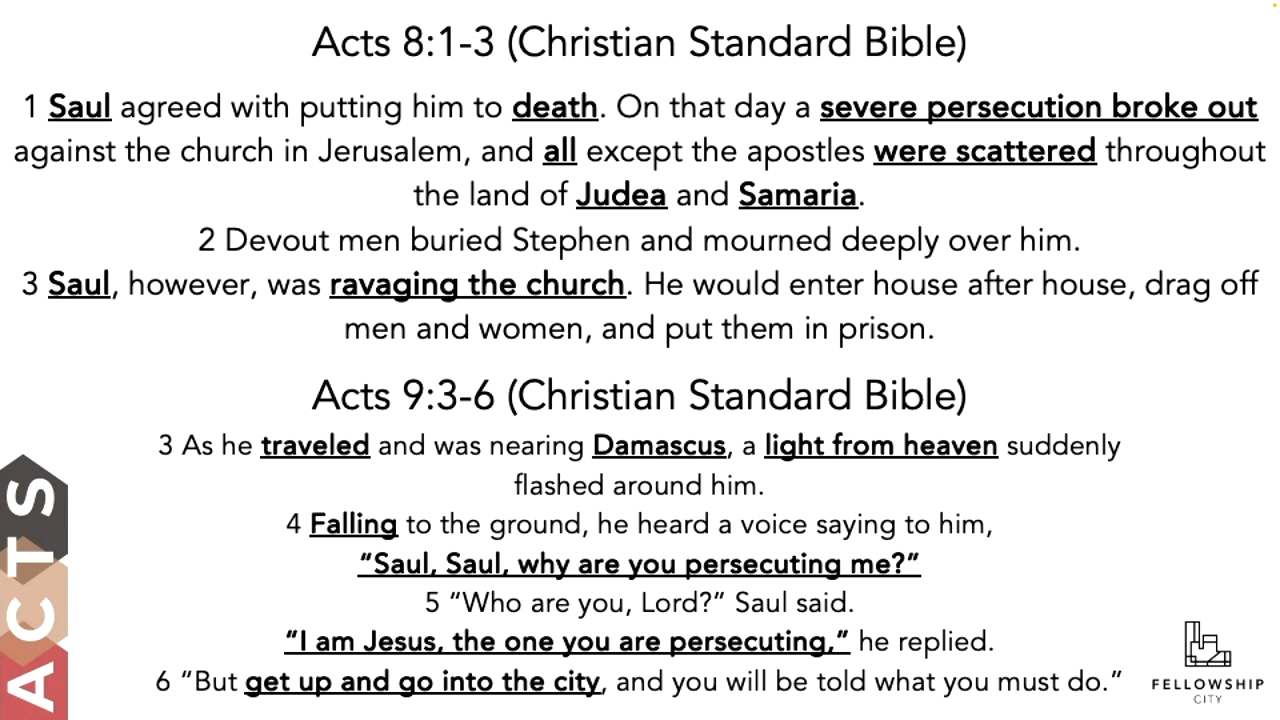 Acts 8:1-3 (Christian Standard Bible)
1 Saul agreed with putting him to death. On that day a severe persecution broke out
against the church in Jerusalem, and all except the apostles were scattered throughout
the land of Judea and Samaria.
2 Devout men buried Stephen and mourned deeply over him.
3 Saul, however, was ravaging the church. He would enter house after house, drag off
men and women, and put them in prison.
Acts 9:3-6 (Christian Standard Bible)
3 As he traveled and was nearing Damascus, a light from heaven suddenly
flashed around him.
4 Falling to the ground, he heard a voice saying to him,
“Saul, Saul, why are you persecuting me?”
5 “Who are you, Lord?” Saul said.
“I am Jesus, the one you are persecuting,” he replied.
6 “But get up and go into the city, and you will be told what you must do.”
ACTS
FELLOWSHIP
CITY